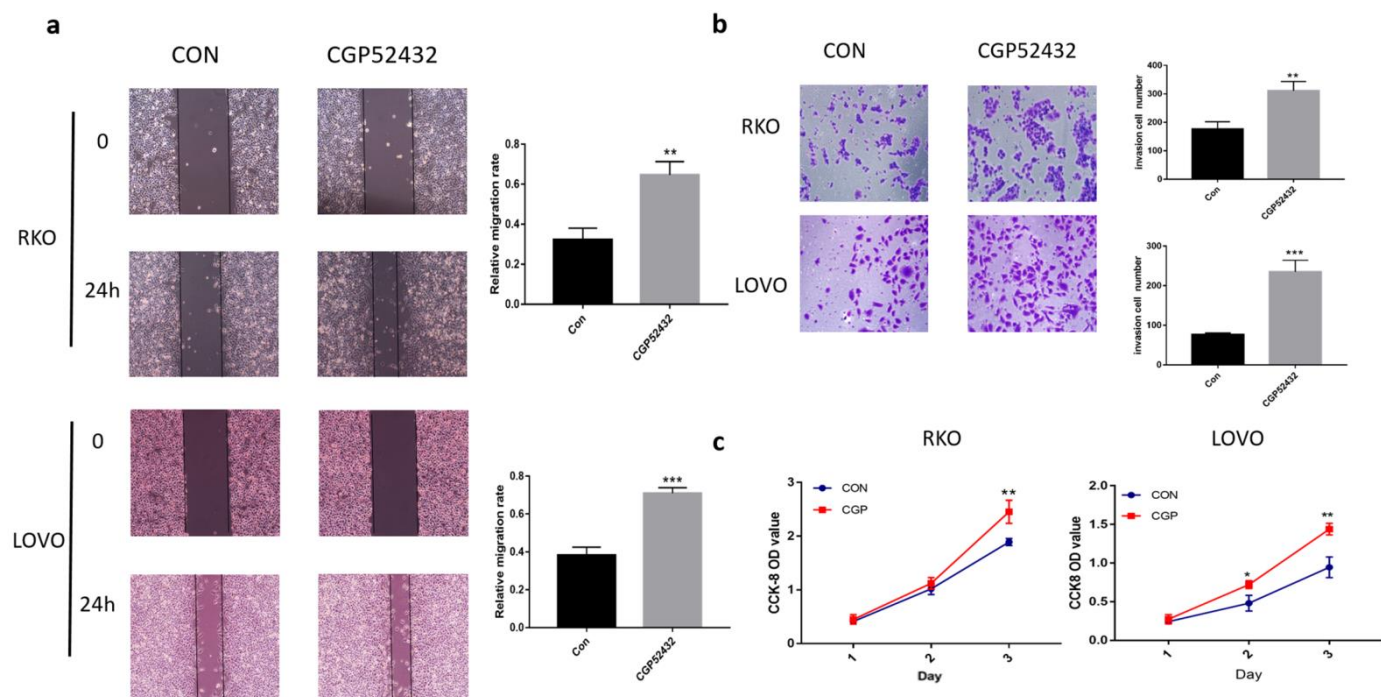 a
CON
CGP52432
RKO
0
24h
LOVO
0
24h
Relative migration rate
0.8
0.6
0.4
0.2
0.0
**
Con
CGP52432
Relative migration rate
0.8
0.6
0.4
0.2
0.0
***
Con
CGP52432
b
CON
CGP52432
RKO
LOVO
invasion cell number
400
300
200
100
0
**
Con
CGP52432
invasion cell number
300
200
100
0
***
Con
CGP52432
c
RKO
CON
CGP
CCK-8 OD value
3
2
1
0
**
1
2
3
Day
LOVO
CON
CGP
CCK8 OD value
2.0
1.5
1.0
0.5
0.0
*
**
1
2
3
Day